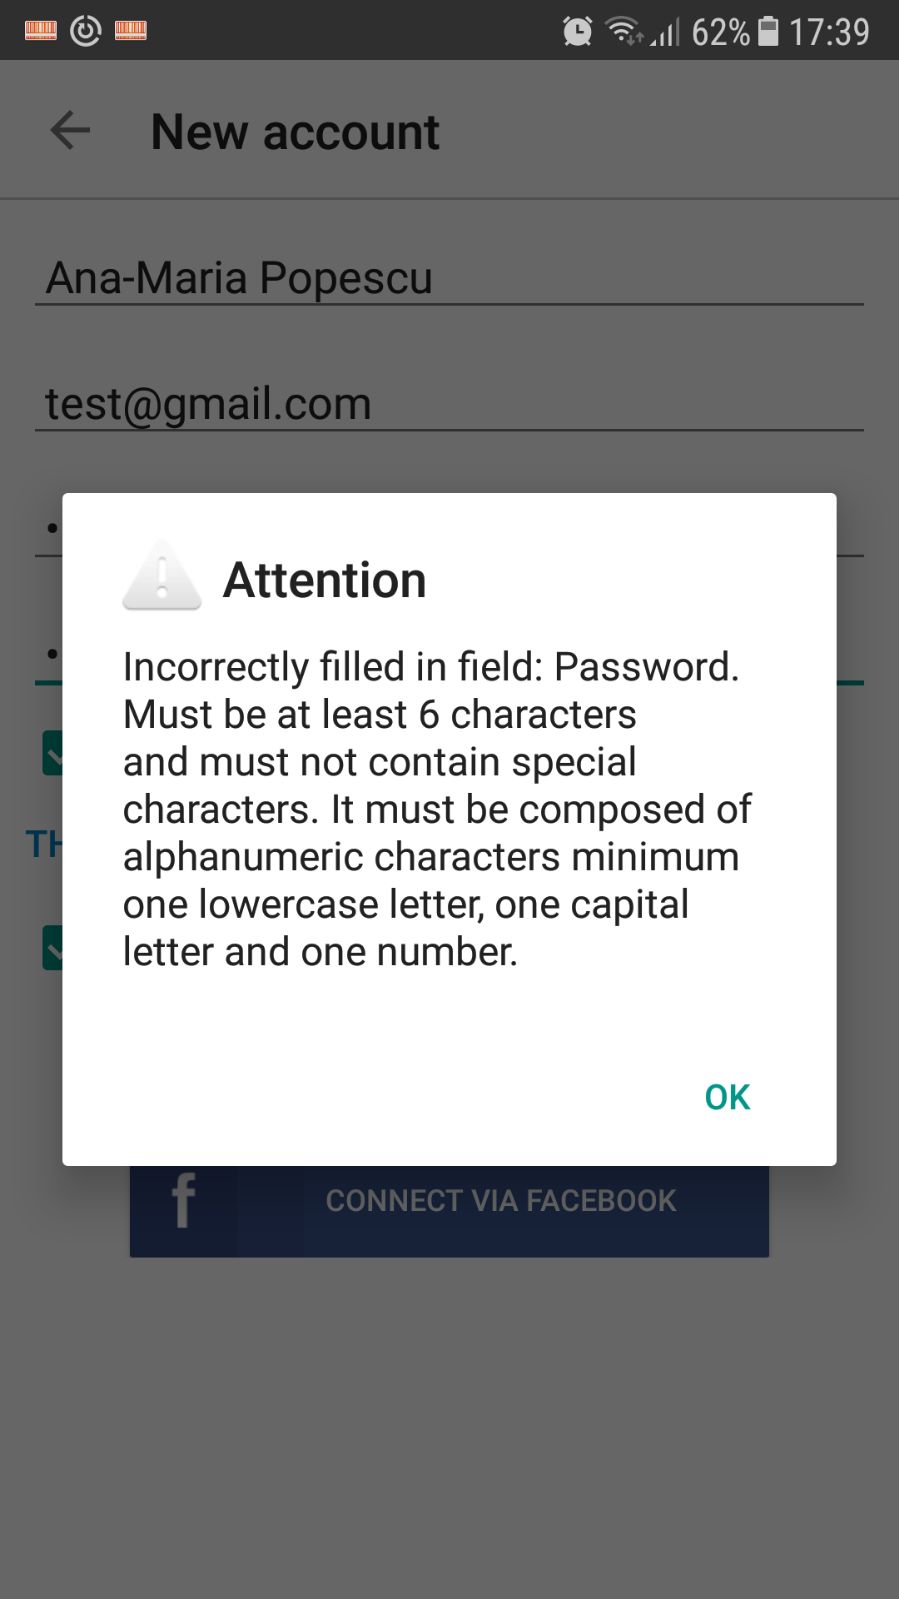 62% 17:39
New account
Ana-Maria Popescu
test@gmail.com
Attention
Incorrectly filled in field: Password.
Must be at least 6 characters
and must not contain special
characters. It must be composed of
alphanumeric characters minimum
one lowercase letter, one capital
letter and one number.
TH
OK
f CONNECT VIA FACEBOOK